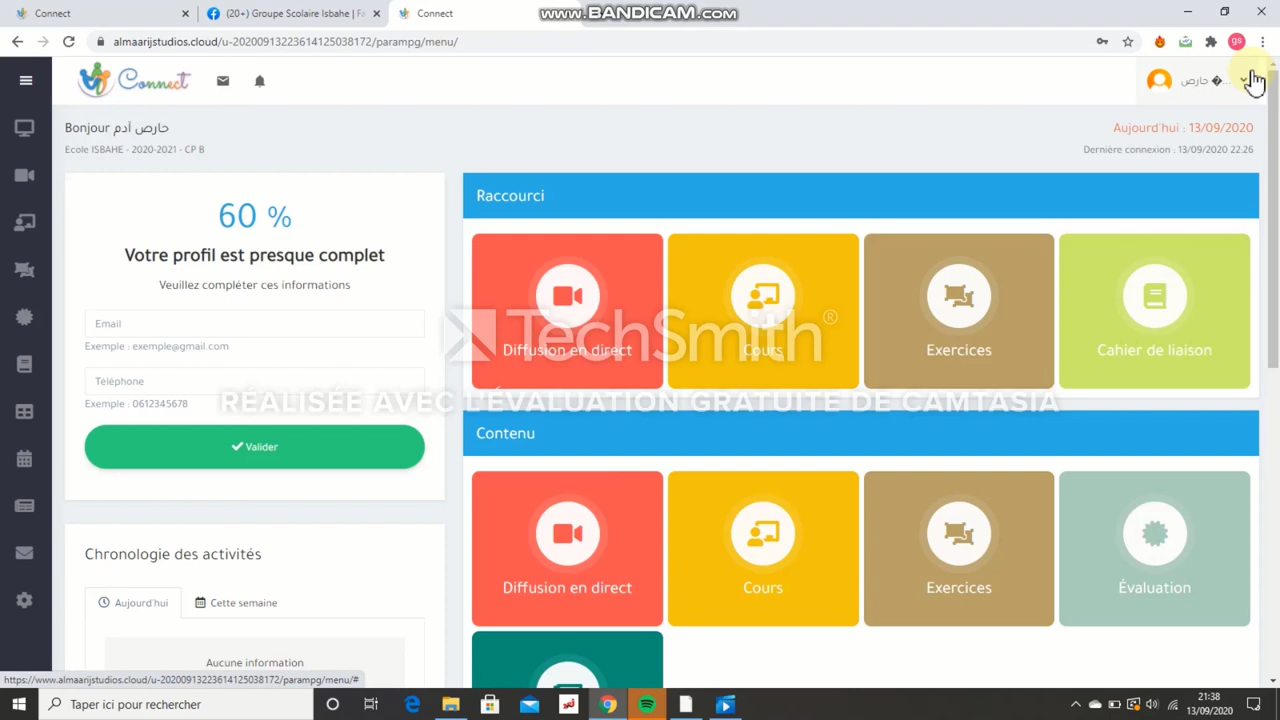 Connect
(20+) Groupe Scolaire Isbahe | Fa
Connect
www.BANDICAM.com
almaarijstudios.cloud/u-20200913223614125038172/parampg/menu/
gs
Connect
حارص �...
Bonjour حارص آدم
Ecole ISBAHE - 2020-2021 - CP B
Aujourd'hui : 13/09/2020
Dernière connexion : 13/09/2020 22:26
60 %
Votre profil est presque complet
Veuillez compléter ces informations
Email
Exemple : exemple@gmail.com
Téléphone
Exemple : 0612345678
Valider
Raccourci
Diffusion en direct
Cours
Exercices
Cahier de liaison
TechSmith®
RÉALISÉE AVEC L'ÉVALUATION GRATUITE DE CAMTASIA
Contenu
Diffusion en direct
Cours
Exercices
Évaluation
Chronologie des activités
Aujourd'hui
Cette semaine
Aucune information
https://www.almaarijstudios.cloud/u-20200913223614125038172/parampg/menu/#
Taper ici pour rechercher
21:38
13/09/2020